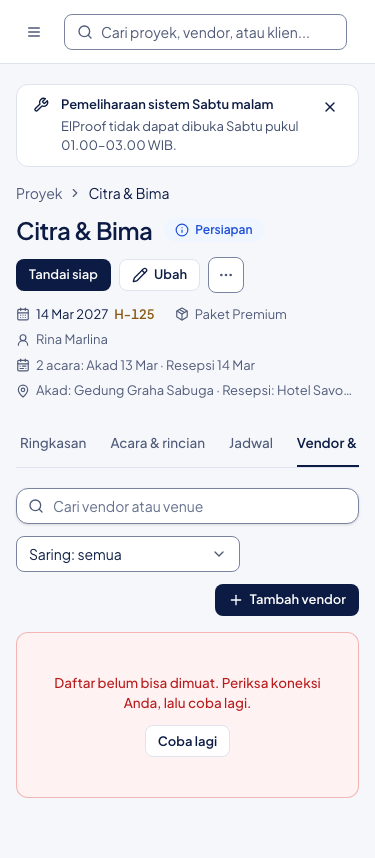 Cari proyek, vendor, atau klien...
Pemeliharaan sistem Sabtu malam
ElProof tidak dapat dibuka Sabtu pukul
01.00–03.00 WIB.
Proyek > Citra & Bima
Citra & Bima
Persiapan
Tandai siap
Ubah
14 Mar 2027 H-125
Paket Premium
Rina Marlina
2 acara: Akad 13 Mar · Resepsi 14 Mar
Akad: Gedung Graha Sabuga · Resepsi: Hotel Savo...
Ringkasan Acara & rincian Jadwal Vendor &
Cari vendor atau venue
Saring: semua
+ Tambah vendor
Daftar belum bisa dimuat. Periksa koneksi
Anda, lalu coba lagi.
Coba lagi